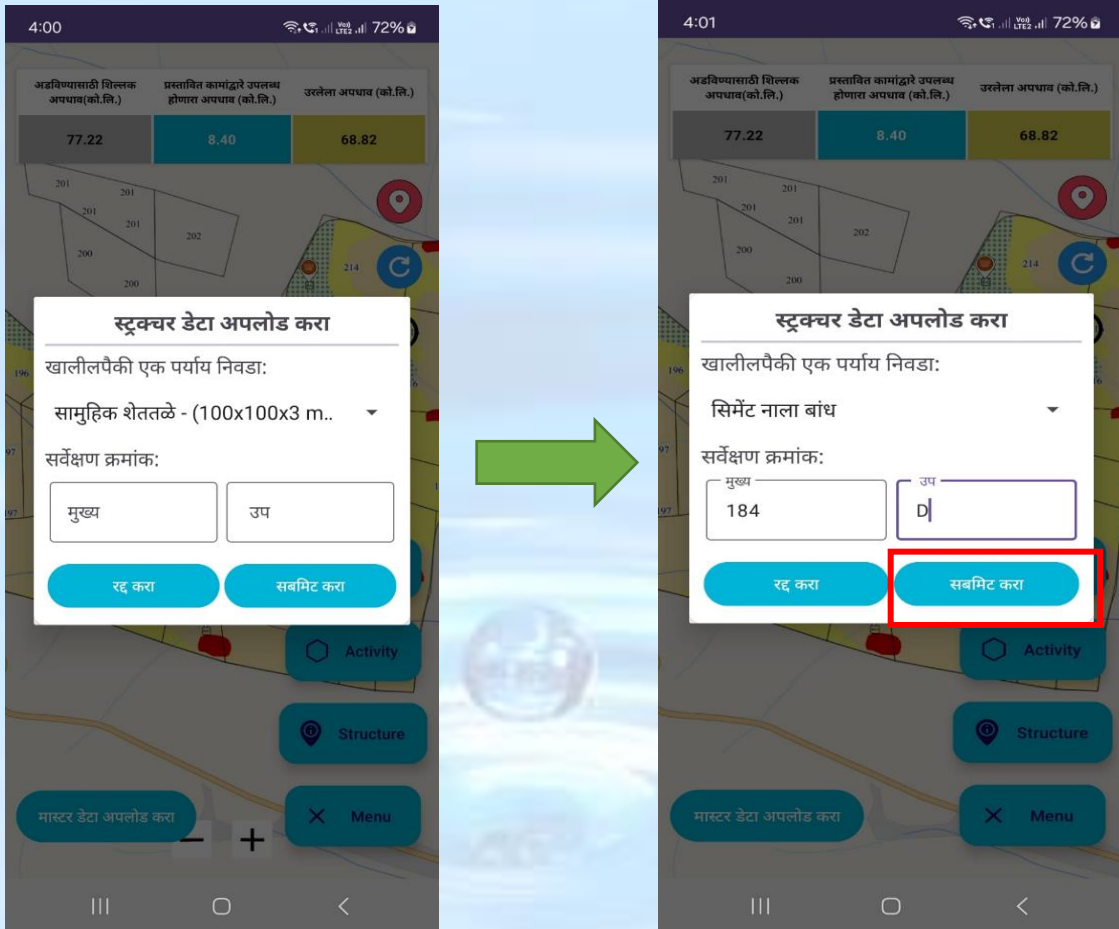 4:00
LTE2 72%
अडविण्यासाठी शिल्लक अपधाव(को.लि.)
प्रस्तावित कामांद्वारे उपलब्ध होणारा अपधाव (को.लि.)
उरलेला अपधाव (को.लि.)
77.22 8.40 68.82
201
201
201
201
202
200
200
214
196
स्ट्रक्चर डेटा अपलोड करा
खालीलपैकी एक पर्याय निवडा:
सामुहिक शेततळे - (100x100x3 m..
सर्वेक्षण क्रमांक:
मुख्य उप
रद्द करा सबमिट करा
Activity
Structure
मास्टर डेटा अपलोड करा
Menu
4:01
LTE2 72%
अडविण्यासाठी शिल्लक अपधाव(को.लि.)
प्रस्तावित कामांद्वारे उपलब्ध होणारा अपधाव (को.लि.)
उरलेला अपधाव (को.लि.)
77.22 8.40 68.82
201
201
201
201
202
200
200
214
196
स्ट्रक्चर डेटा अपलोड करा
खालीलपैकी एक पर्याय निवडा:
सिमेंट नाला बांध
सर्वेक्षण क्रमांक:
मुख्य उप
184 D
रद्द करा सबमिट करा
Activity
Structure
मास्टर डेटा अपलोड करा
Menu